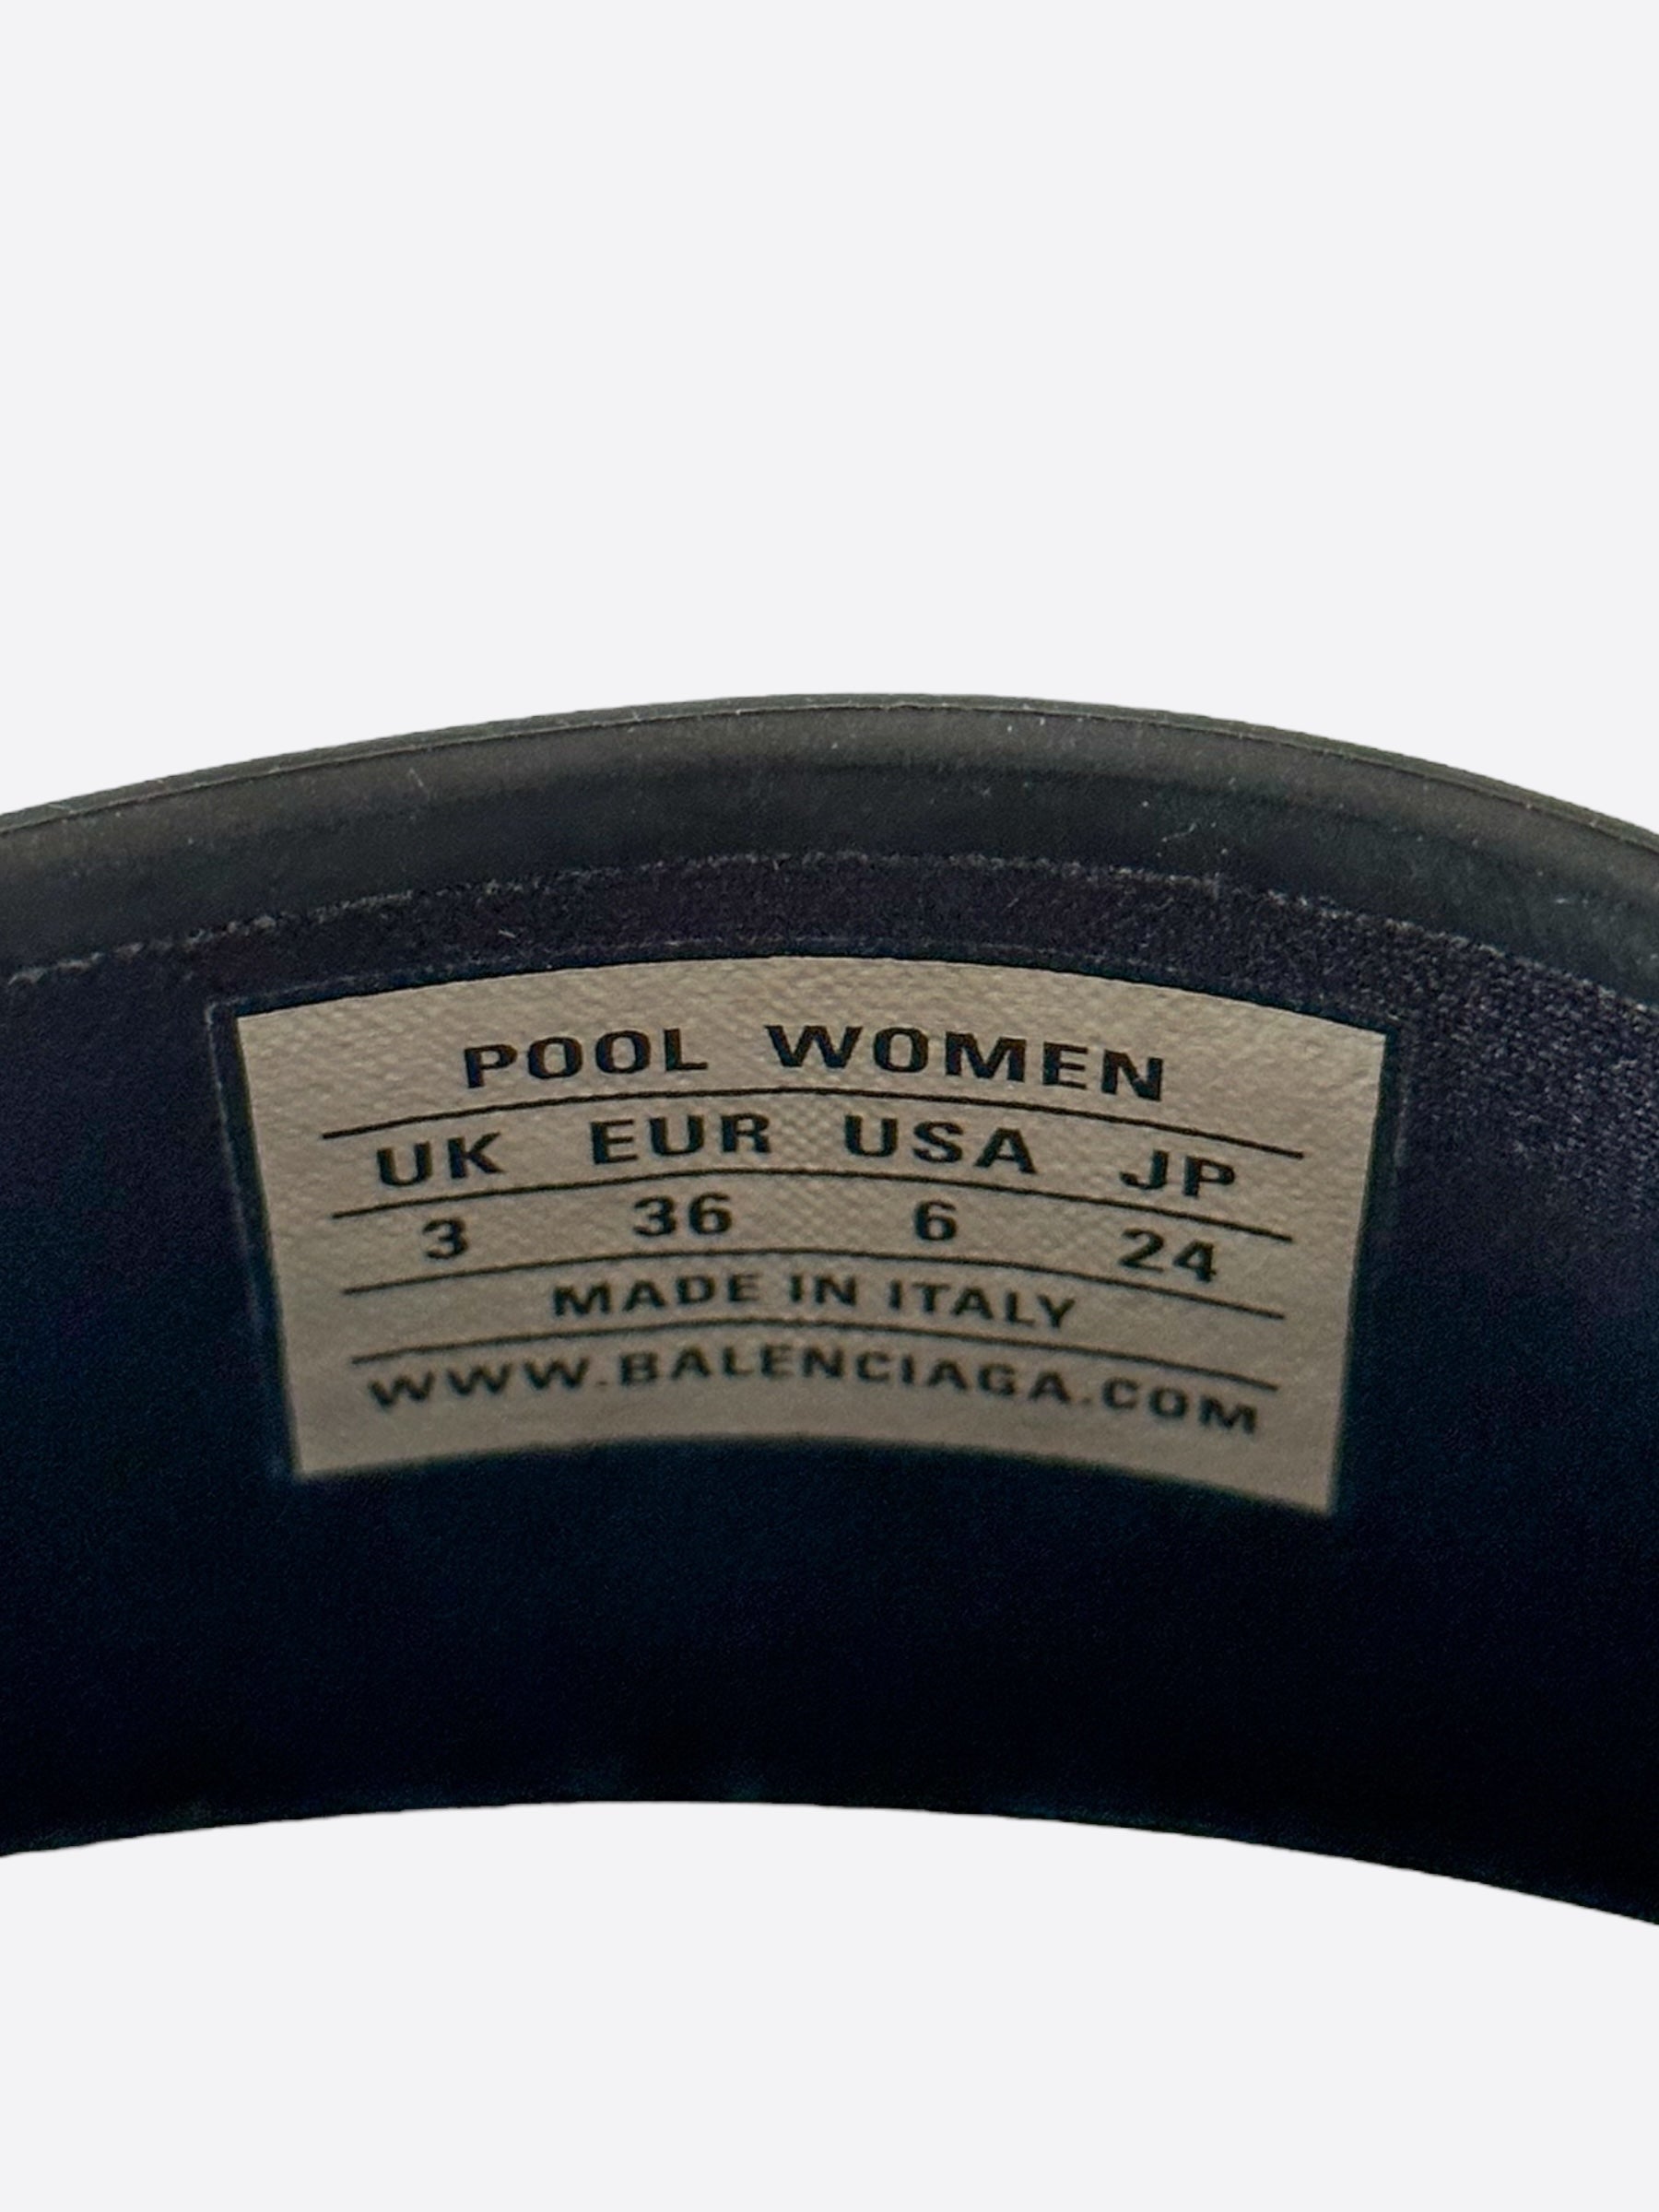 POOL WOMEN
UK EUR USA JP
3 36 6 24
MADE IN ITALY
WWW.BALENCIAGA.COM